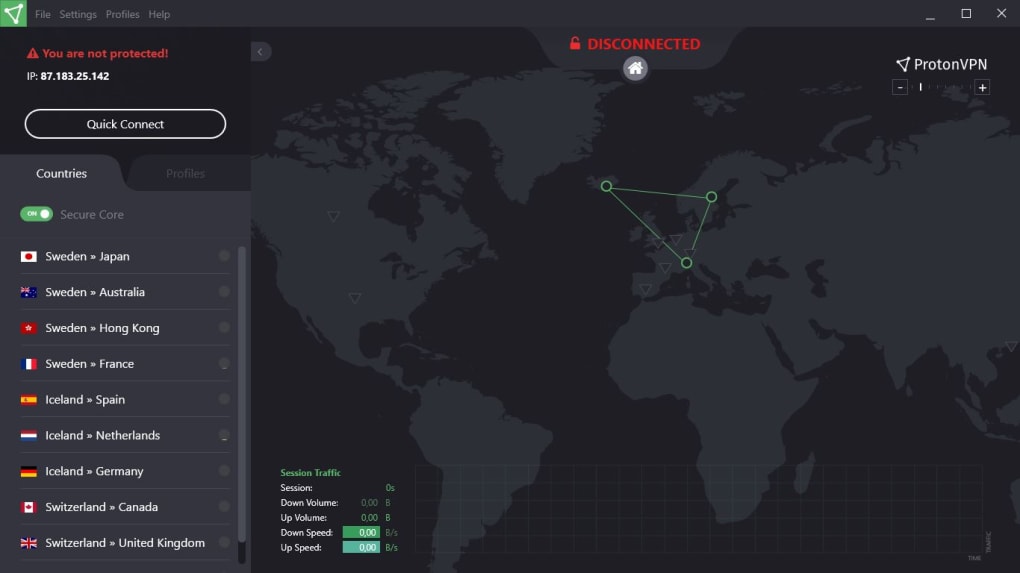 File Settings Profiles Help
You are not protected!
IP: 87.183.25.142
Quick Connect
Countries Profiles
ON Secure Core
Sweden » Japan
Sweden » Australia
Sweden » Hong Kong
Sweden » France
Iceland » Spain
Iceland » Netherlands
Iceland » Germany
Switzerland » Canada
Switzerland » United Kingdom
DISCONNECTED
ProtonVPN
- +
Session Traffic
Session: 0s
Down Volume: 0,00 B
Up Volume: 0,00 B
Down Speed: 0,00 B/s
Up Speed: 0,00 B/s
TRAFFIC
TIME